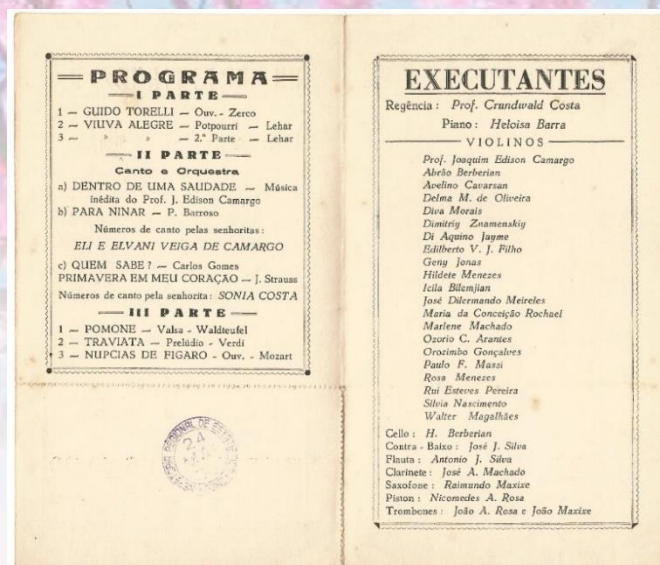 PROGRAMA
I PARTE
1 — GUIDO TORELLI — Ouv. - Zerco
2 — VIUVA ALEGRE — Potpourri — Lehar
3 — » » — 2.ª Parte — Lehar
II PARTE
Canto e Orquestra
a) DENTRO DE UMA SAUDADE — Música
inédita do Prof. J. Edison Camargo
b) PARA NINAR — P. Barroso
Números de canto pelas senhoritas:
ELI E ELVANI VEIGA DE CAMARGO
c) QUEM SABE? — Carlos Gomes
PRIMAVERA EM MEU CORAÇÃO — J. Strauss
Números de canto pela senhorita: SONIA COSTA
III PARTE
1 — POMONE — Valsa - Waldteufel
2 — TRAVIATA — Prelúdio - Verdi
3 — NUPCIAS DE FIGARO - Ouv. - Mozart
REGIONAL DE
24
EXECUTANTES
Regência: Prof. Crundwald Costa
Piano: Heloisa Barra
VIOLINOS
Prof. Joaquim Edison Camargo
Abrão Berberian
Avelino Cavarsan
Delma M. de Oliveira
Diva Morais
Dimitriy Znamenskiy
Di Aquino Jayme
Edilberto V. J. Filho
Geny Jonas
Hildete Menezes
Icila Bilemjian
José Dilermando Meireles
Maria da Conceição Rochael
Marlene Machado
Ozorio C. Arantes
Orozimbo Gonçalves
Paulo F. Massi
Rosa Menezes
Rui Esteves Pereira
Silvia Nascimento
Walter Magalhães
Cello: H. Berberian
Contra - Baixo: José J. Silva
Flauta: Antonio J. Silva
Clarinete: José A. Machado
Saxofone: Raimundo Maxixe
Piston: Nicomedes A. Rosa
Trombones: João A. Rosa e João Maxixe